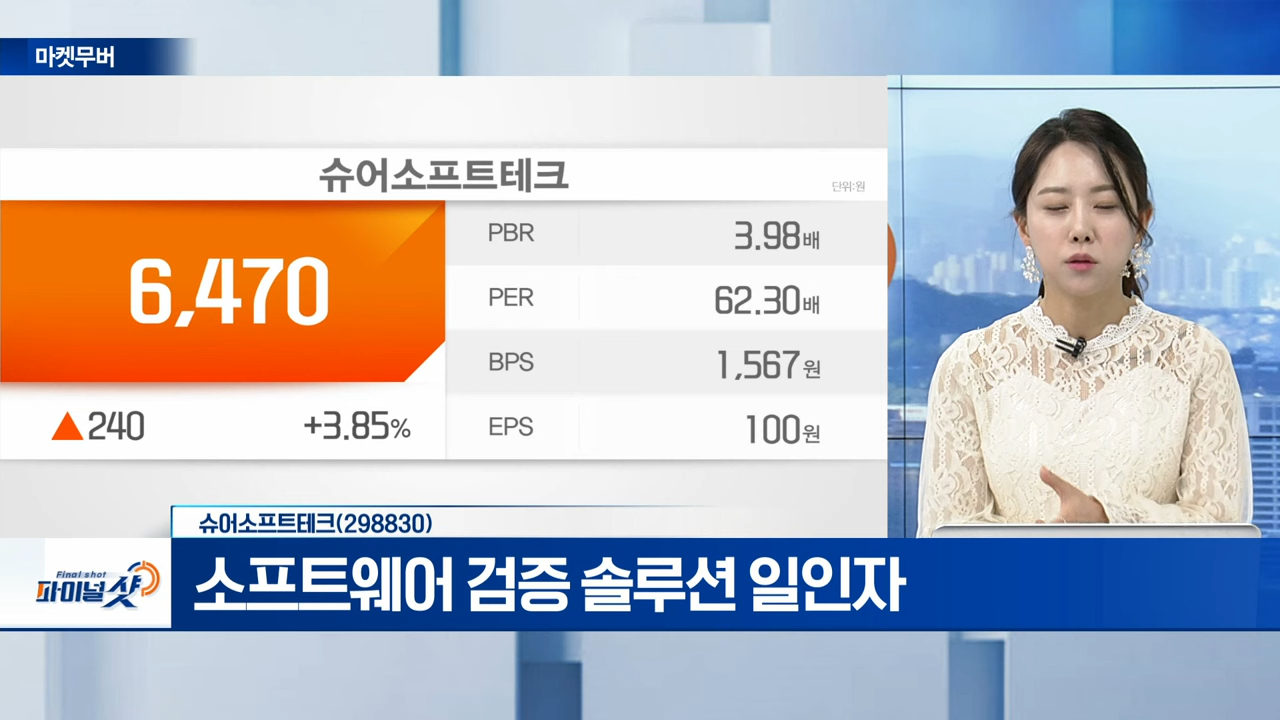 마켓무버
슈어소프트테크
단위:원
6,470
▲240 +3.85%
PBR 3.98배
PER 62.30배
BPS 1,567원
EPS 100원
슈어소프트테크(298830)
Final shot
파이널샷
소프트웨어 검증 솔루션 일인자